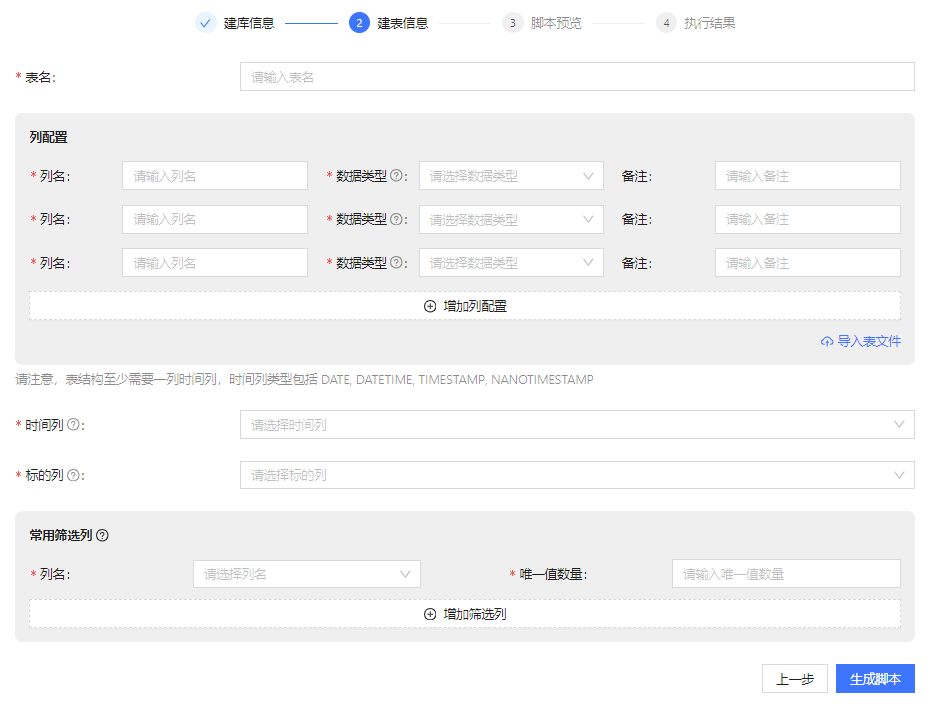 建库信息 2 建表信息 3 脚本预览 4 执行结果
* 表名: 请输入表名
列配置
* 列名: 请输入列名 * 数据类型 ? : 请选择数据类型 备注: 请输入备注
* 列名: 请输入列名 * 数据类型 ? : 请选择数据类型 备注: 请输入备注
* 列名: 请输入列名 * 数据类型 ? : 请选择数据类型 备注: 请输入备注
增加列配置
导入表文件
请注意，表结构至少需要一列时间列，时间列类型包括 DATE, DATETIME, TIMESTAMP, NANOTIMESTAMP
* 时间列 ? : 请选择时间列
* 标的列 ? : 请选择标的列
常用筛选列 ?
* 列名: 请选择列名 * 唯一值数量: 请输入唯一值数量
增加筛选列
上一步 生成脚本